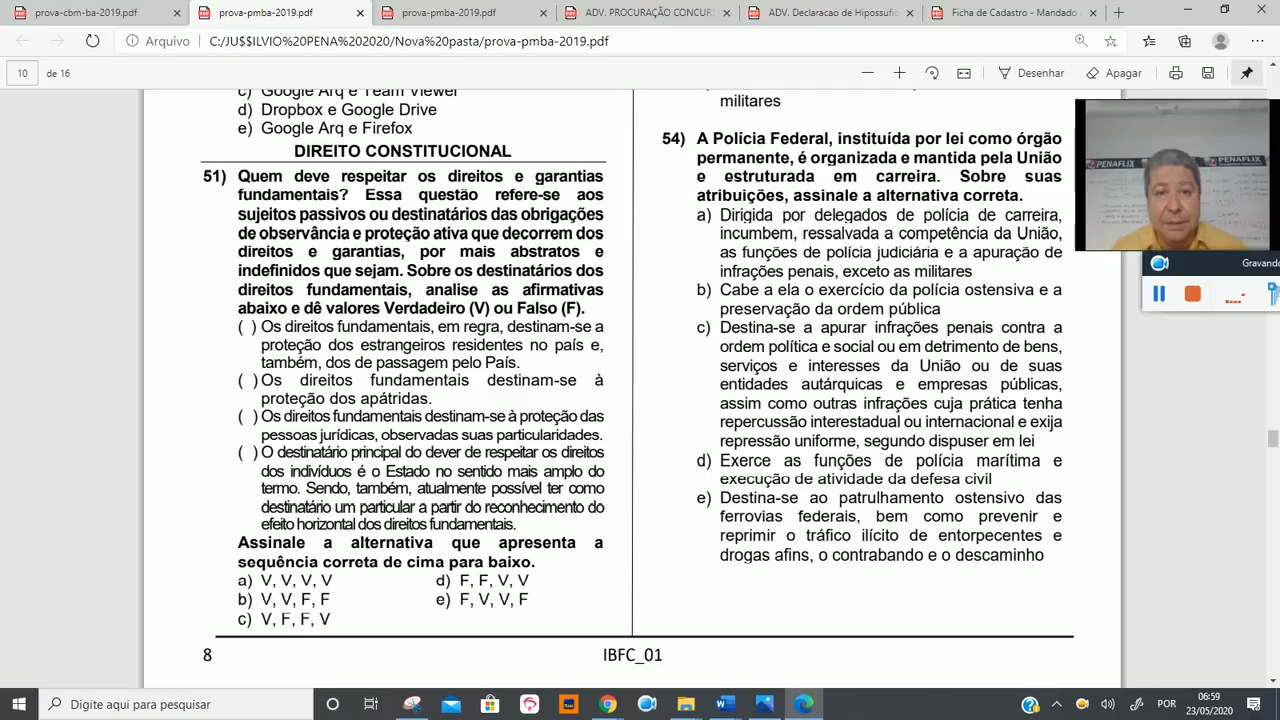 prova-cbm-ba-2019.pdf
prova-pmba-2019.pdf
prova-pmba-2019.pdf
ADV. PROCURAÇÃO CONCURS
ADV. Declaracao de Hipossufi
Ficha de Cadastro - Mandado
Arquivo
C:/JU$$ILVIO%20PENA%202020/Nova%20pasta/prova-pmba-2019.pdf
10
de 16
Desenhar
Apagar
c) Google Arq e Team Viewer
d) Dropbox e Google Drive
e) Google Arq e Firefox
DIREITO CONSTITUCIONAL
51) Quem deve respeitar os direitos e garantias
fundamentais? Essa questão refere-se aos
sujeitos passivos ou destinatários das obrigações
de observância e proteção ativa que decorrem dos
direitos e garantias, por mais abstratos e
indefinidos que sejam. Sobre os destinatários dos
direitos fundamentais, analise as afirmativas
abaixo e dê valores Verdadeiro (V) ou Falso (F).
( ) Os direitos fundamentais, em regra, destinam-se a
proteção dos estrangeiros residentes no país e,
também, dos de passagem pelo País.
( ) Os direitos fundamentais destinam-se à
proteção dos apátridas.
( ) Os direitos fundamentais destinam-se à proteção das
pessoas jurídicas, observadas suas particularidades.
( ) O destinatário principal do dever de respeitar os direitos
dos indivíduos é o Estado no sentido mais amplo do
termo. Sendo, também, atualmente possível ter como
destinatário um particular a partir do reconhecimento do
efeito horizontal dos direitos fundamentais.
Assinale a alternativa que apresenta a
sequência correta de cima para baixo.
a) V, V, V, V
b) V, V, F, F
c) V, F, F, V
d) F, F, V, V
e) F, V, V, F
militares
54) A Polícia Federal, instituída por lei como órgão
permanente, é organizada e mantida pela União
e estruturada em carreira. Sobre suas
atribuições, assinale a alternativa correta.
a) Dirigida por delegados de polícia de carreira,
incumbem, ressalvada a competência da União,
as funções de polícia judiciária e a apuração de
infrações penais, exceto as militares
b) Cabe a ela o exercício da polícia ostensiva e a
preservação da ordem pública
c) Destina-se a apurar infrações penais contra a
ordem política e social ou em detrimento de bens,
serviços e interesses da União ou de suas
entidades autárquicas e empresas públicas,
assim como outras infrações cuja prática tenha
repercussão interestadual ou internacional e exija
repressão uniforme, segundo dispuser em lei
d) Exerce as funções de polícia marítima e
execução de atividade da defesa civil
e) Destina-se ao patrulhamento ostensivo das
ferrovias federais, bem como prevenir e
reprimir o tráfico ilícito de entorpecentes e
drogas afins, o contrabando e o descaminho
8
IBFC_01
PENAFLIX
PENAFLIX
Gravando
Digite aqui para pesquisar
POR
06:59
23/05/2020